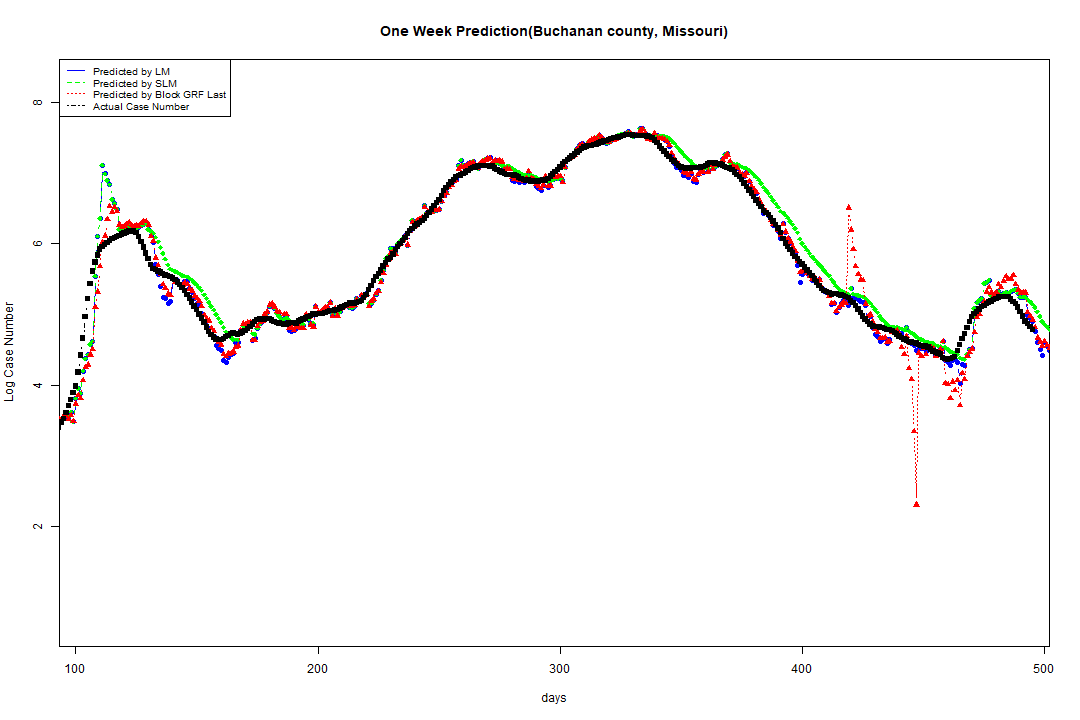 One Week Prediction(Buchanan county, Missouri)
Predicted by LM
Predicted by SLM
Predicted by Block GRF Last
Actual Case Number
8
6
4
2
Log Case Number
100 200 300 400 500
days